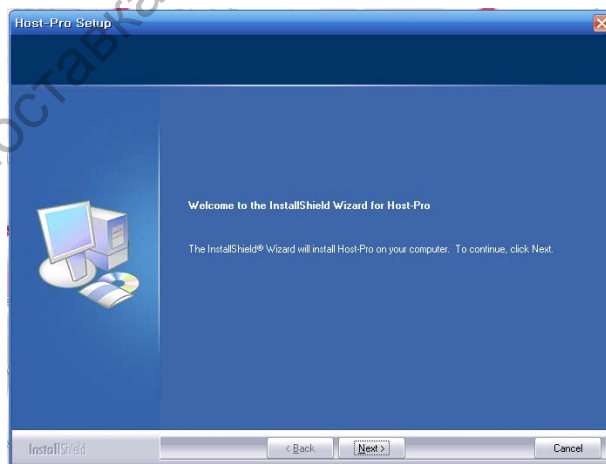 Host-Pro Setup
оставка
Welcome to the InstallShield Wizard for Host-Pro
The InstallShield® Wizard will install Host-Pro on your computer. To continue, click Next.
InstallShield
< Back
Next >
Cancel